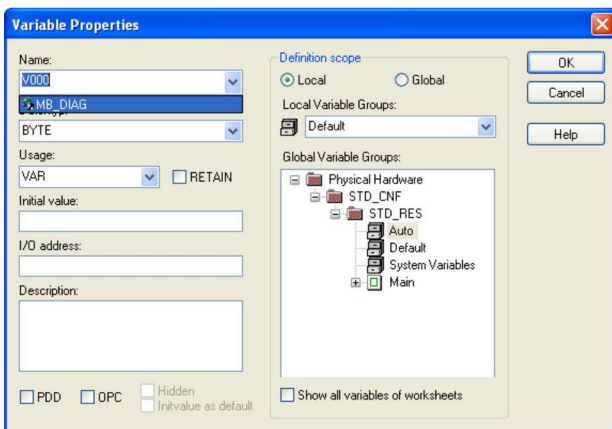 Variable Properties
Name:
V000
MB_DIAG
BYTE
Usage:
VAR
RETAIN
Initial value:
I/O address:
Description:
PDD
OPC
Hidden
Initvalue as default
Definition scope
Local
Global
Local Variable Groups:
Default
Global Variable Groups:
Physical Hardware
STD_CNF
STD_RES
Auto
Default
System Variables
Main
Show all variables of worksheets
OK
Cancel
Help